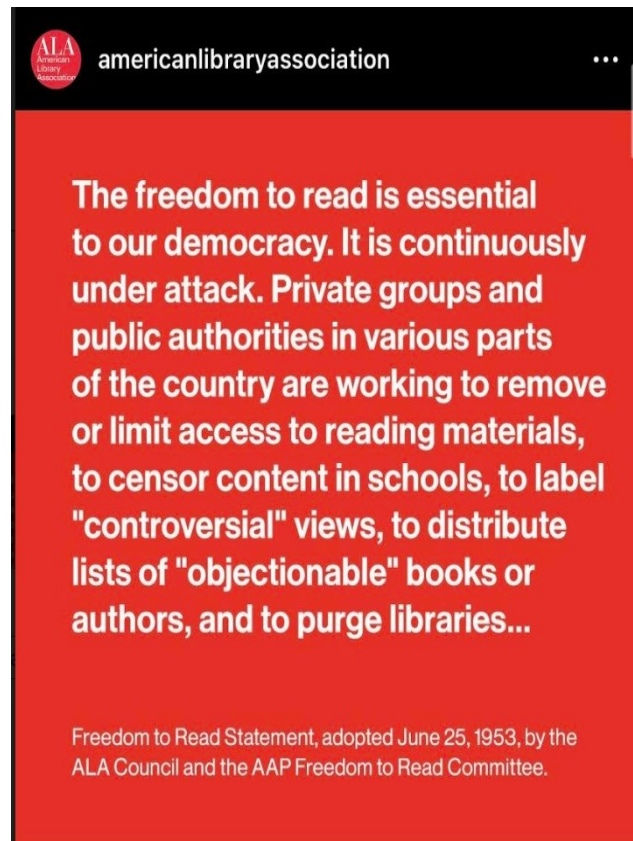 ALA
American
Library
Association
americanlibraryassociation
The freedom to read is essential
to our democracy. It is continuously
under attack. Private groups and
public authorities in various parts
of the country are working to remove
or limit access to reading materials,
to censor content in schools, to label
"controversial" views, to distribute
lists of "objectionable" books or
authors, and to purge libraries...
Freedom to Read Statement, adopted June 25, 1953, by the
ALA Council and the AAP Freedom to Read Committee.